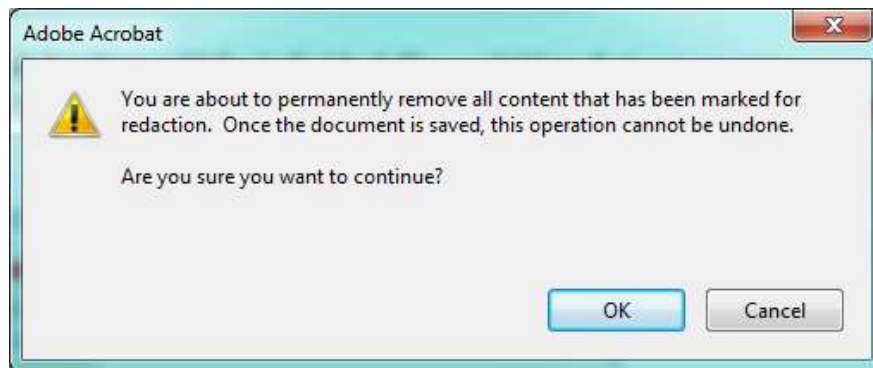 Adobe Acrobat
You are about to permanently remove all content that has been marked for
redaction.  Once the document is saved, this operation cannot be undone.
Are you sure you want to continue?
OK
Cancel